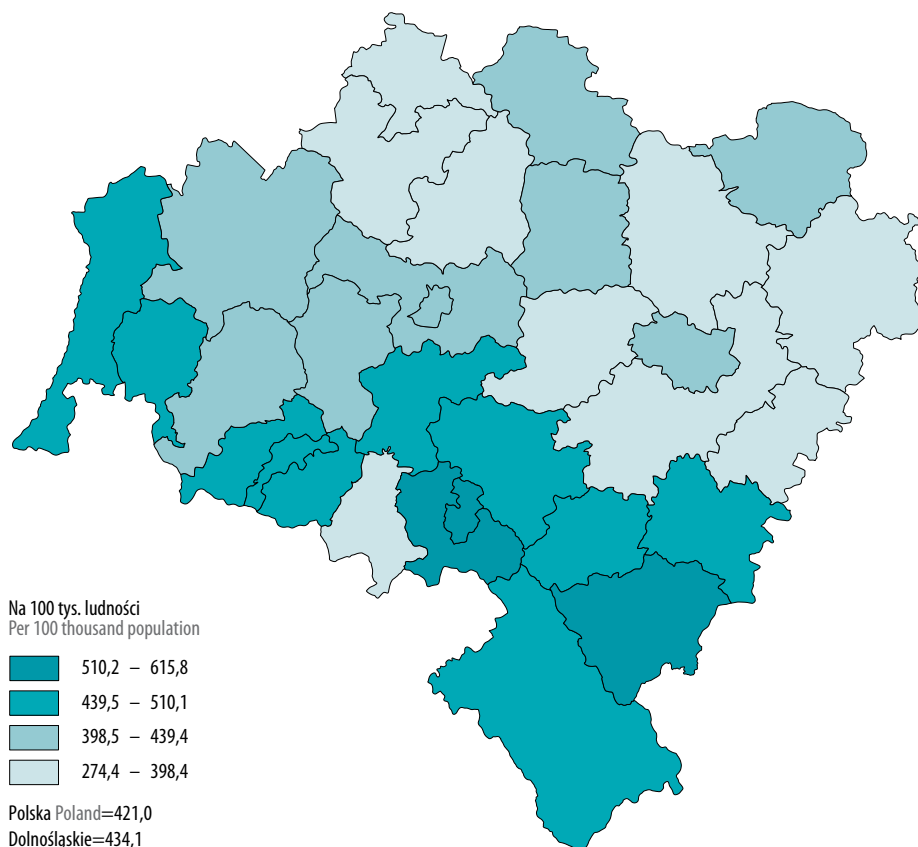 Na 100 tys. ludności
Per 100 thousand population
510,2 – 615,8
439,5 – 510,1
398,5 – 439,4
274,4 – 398,4
Polska Poland=421,0
Dolnośląskie=434,1